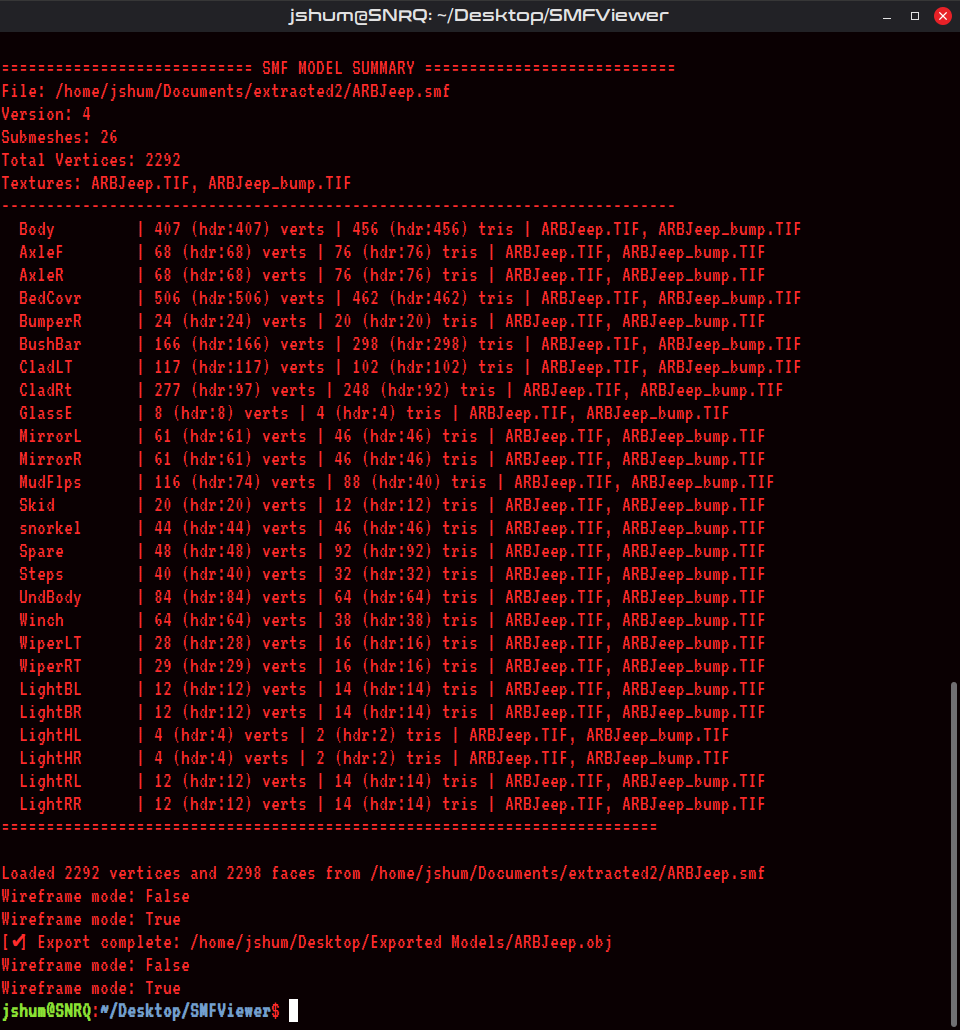 jshum@SNRQ: ~/Desktop/SMFViewer
============================ SMF MODEL SUMMARY ============================
File: /home/jshum/Documents/extracted2/ARBJeep.smf
Version: 4
Submeshes: 26
Total Vertices: 2292
Textures: ARBJeep.TIF, ARBJeep_bump.TIF
---------------------------------------------------------------------------
Body | 407 (hdr:407) verts | 456 (hdr:456) tris | ARBJeep.TIF, ARBJeep_bump.TIF
AxleF | 68 (hdr:68) verts | 76 (hdr:76) tris | ARBJeep.TIF, ARBJeep_bump.TIF
AxleR | 68 (hdr:68) verts | 76 (hdr:76) tris | ARBJeep.TIF, ARBJeep_bump.TIF
BedCovr | 506 (hdr:506) verts | 462 (hdr:462) tris | ARBJeep.TIF, ARBJeep_bump.TIF
BumperR | 24 (hdr:24) verts | 20 (hdr:20) tris | ARBJeep.TIF, ARBJeep_bump.TIF
BushBar | 166 (hdr:166) verts | 298 (hdr:298) tris | ARBJeep.TIF, ARBJeep_bump.TIF
CladLT | 117 (hdr:117) verts | 102 (hdr:102) tris | ARBJeep.TIF, ARBJeep_bump.TIF
CladRt | 277 (hdr:97) verts | 248 (hdr:92) tris | ARBJeep.TIF, ARBJeep_bump.TIF
GlassE | 8 (hdr:8) verts | 4 (hdr:4) tris | ARBJeep.TIF, ARBJeep_bump.TIF
MirrorL | 61 (hdr:61) verts | 46 (hdr:46) tris | ARBJeep.TIF, ARBJeep_bump.TIF
MirrorR | 61 (hdr:61) verts | 46 (hdr:46) tris | ARBJeep.TIF, ARBJeep_bump.TIF
MudFlps | 116 (hdr:74) verts | 88 (hdr:40) tris | ARBJeep.TIF, ARBJeep_bump.TIF
Skid | 20 (hdr:20) verts | 12 (hdr:12) tris | ARBJeep.TIF, ARBJeep_bump.TIF
snorkel | 44 (hdr:44) verts | 46 (hdr:46) tris | ARBJeep.TIF, ARBJeep_bump.TIF
Spare | 48 (hdr:48) verts | 92 (hdr:92) tris | ARBJeep.TIF, ARBJeep_bump.TIF
Steps | 40 (hdr:40) verts | 32 (hdr:32) tris | ARBJeep.TIF, ARBJeep_bump.TIF
UndBody | 84 (hdr:84) verts | 64 (hdr:64) tris | ARBJeep.TIF, ARBJeep_bump.TIF
Winch | 64 (hdr:64) verts | 38 (hdr:38) tris | ARBJeep.TIF, ARBJeep_bump.TIF
WiperLT | 28 (hdr:28) verts | 16 (hdr:16) tris | ARBJeep.TIF, ARBJeep_bump.TIF
WiperRT | 29 (hdr:29) verts | 16 (hdr:16) tris | ARBJeep.TIF, ARBJeep_bump.TIF
LightBL | 12 (hdr:12) verts | 14 (hdr:14) tris | ARBJeep.TIF, ARBJeep_bump.TIF
LightBR | 12 (hdr:12) verts | 14 (hdr:14) tris | ARBJeep.TIF, ARBJeep_bump.TIF
LightHL | 4 (hdr:4) verts | 2 (hdr:2) tris | ARBJeep.TIF, ARBJeep_bump.TIF
LightHR | 4 (hdr:4) verts | 2 (hdr:2) tris | ARBJeep.TIF, ARBJeep_bump.TIF
LightRL | 12 (hdr:12) verts | 14 (hdr:14) tris | ARBJeep.TIF, ARBJeep_bump.TIF
LightRR | 12 (hdr:12) verts | 14 (hdr:14) tris | ARBJeep.TIF, ARBJeep_bump.TIF
=========================================================================
Loaded 2292 vertices and 2298 faces from /home/jshum/Documents/extracted2/ARBJeep.smf
Wireframe mode: False
Wireframe mode: True
[✔] Export complete: /home/jshum/Desktop/Exported Models/ARBJeep.obj
Wireframe mode: False
Wireframe mode: True
jshum@SNRQ:~/Desktop/SMFViewer$